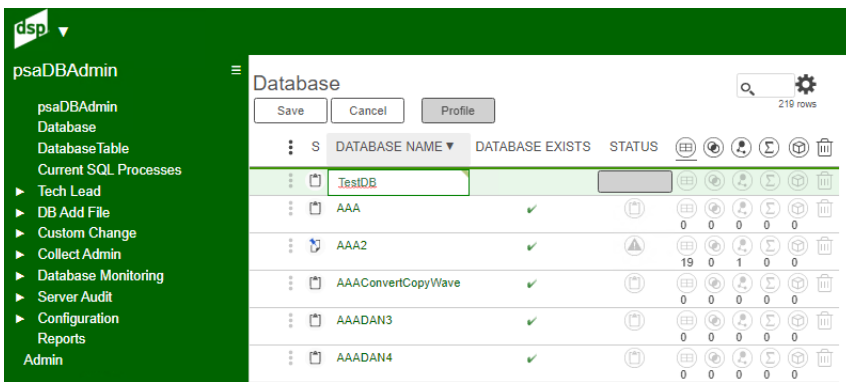 dsp
psaDBAdmin
psaDBAdmin
Database
DatabaseTable
Current SQL Processes
Tech Lead
DB Add File
Custom Change
Collect Admin
Database Monitoring
Server Audit
Configuration
Reports
Admin
Database
219 rows
Save Cancel Profile
S DATABASE NAME ▼ DATABASE EXISTS STATUS
TestDB
AAA ✔
0 0 0 0 0
AAA2 ✔
19 0 1 0 0
AAAConvertCopyWave ✔
0 0 0 0 0
AAADAN3 ✔
0 0 0 0 0
AAADAN4 ✔
0 0 0 0 0